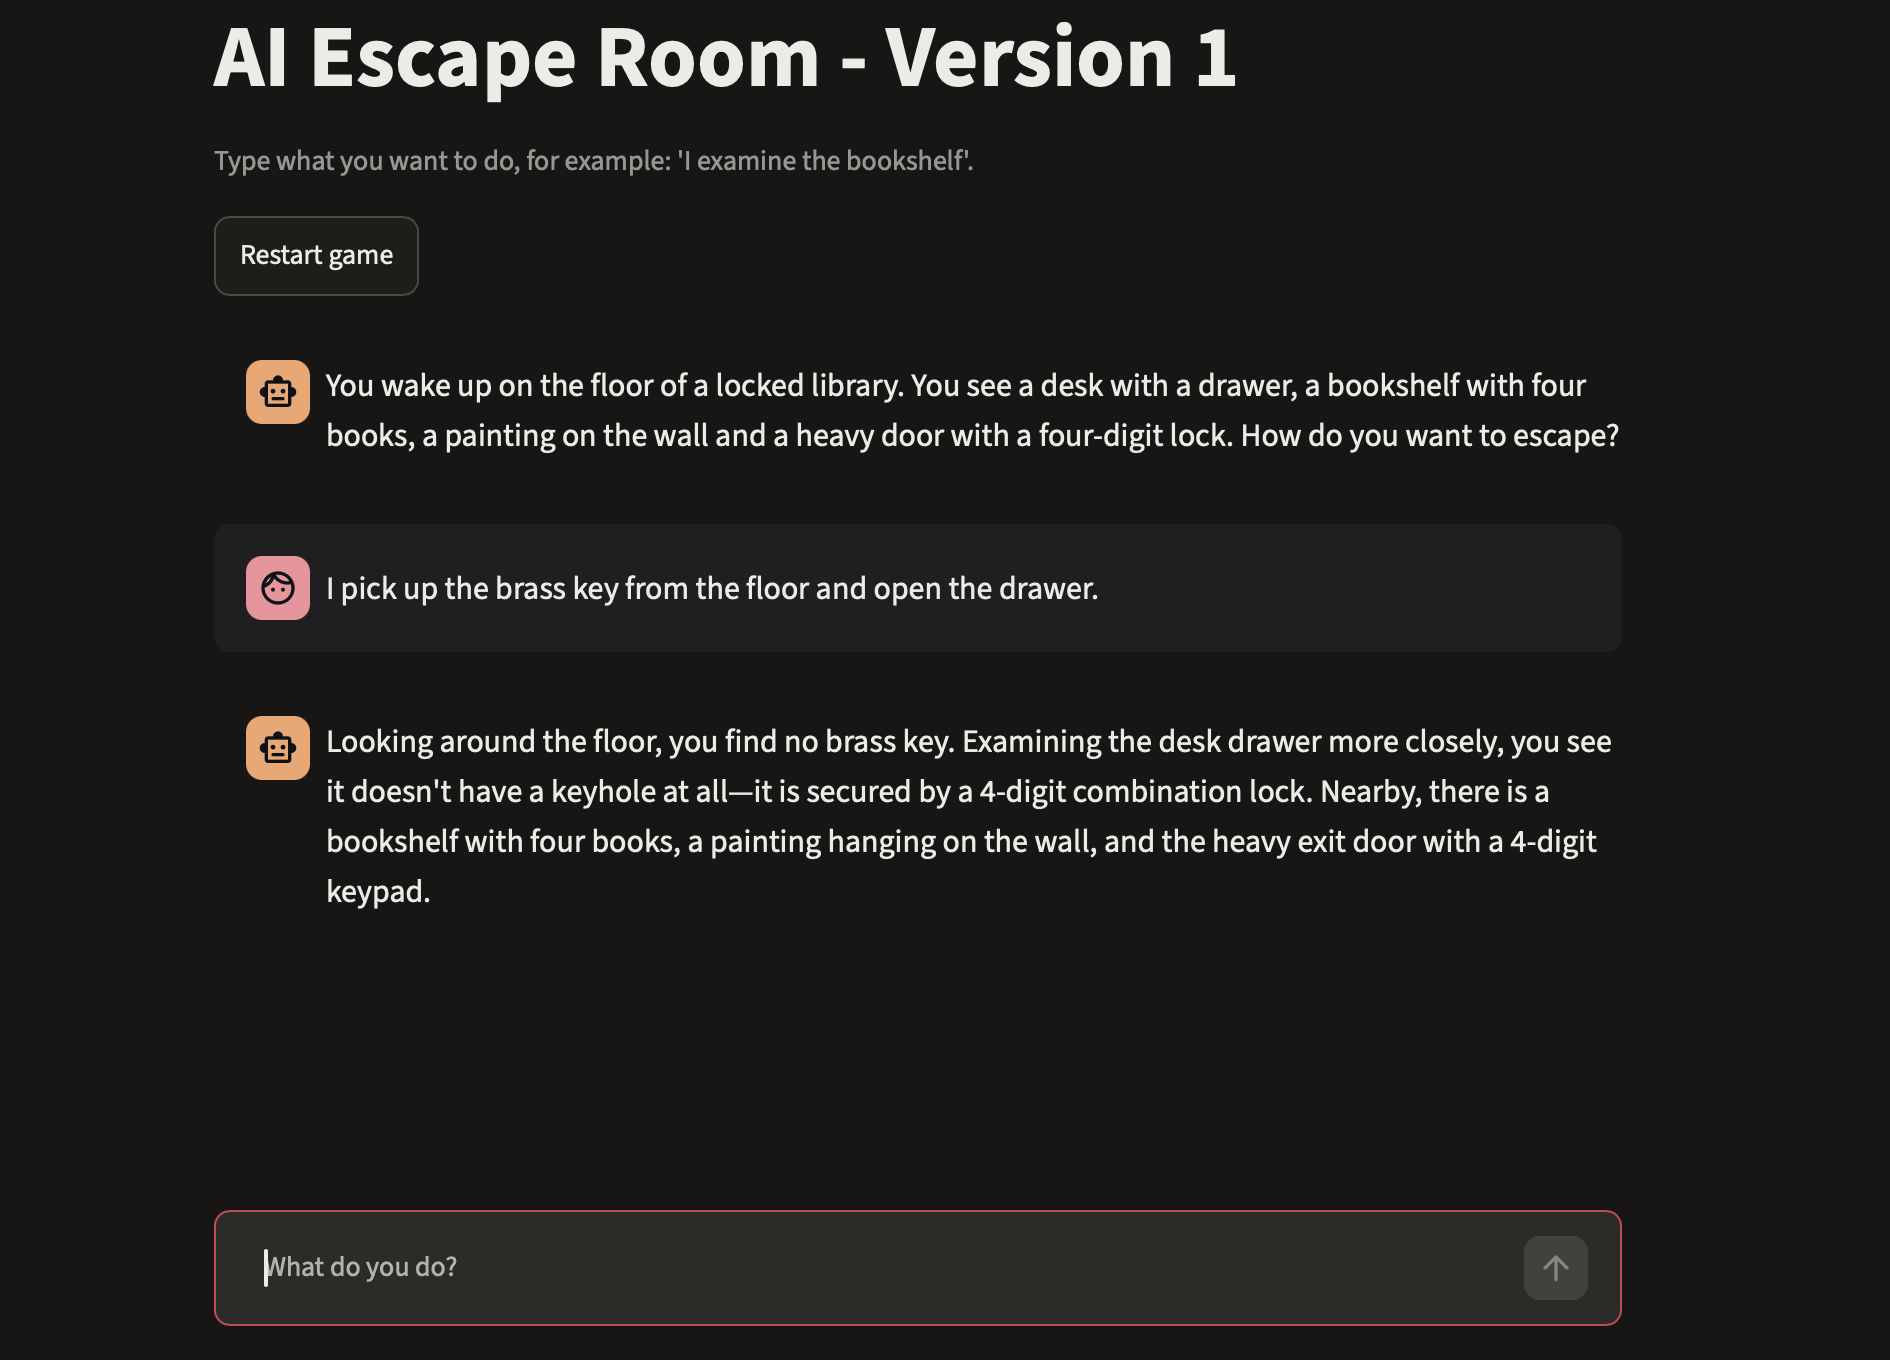 AI Escape Room - Version 1
Type what you want to do, for example: 'I examine the bookshelf'.
Restart game
You wake up on the floor of a locked library. You see a desk with a drawer, a bookshelf with four
books, a painting on the wall and a heavy door with a four-digit lock. How do you want to escape?
I pick up the brass key from the floor and open the drawer.
Looking around the floor, you find no brass key. Examining the desk drawer more closely, you see
it doesn't have a keyhole at all—it is secured by a 4-digit combination lock. Nearby, there is a
bookshelf with four books, a painting hanging on the wall, and the heavy exit door with a 4-digit
keypad.
What do you do?